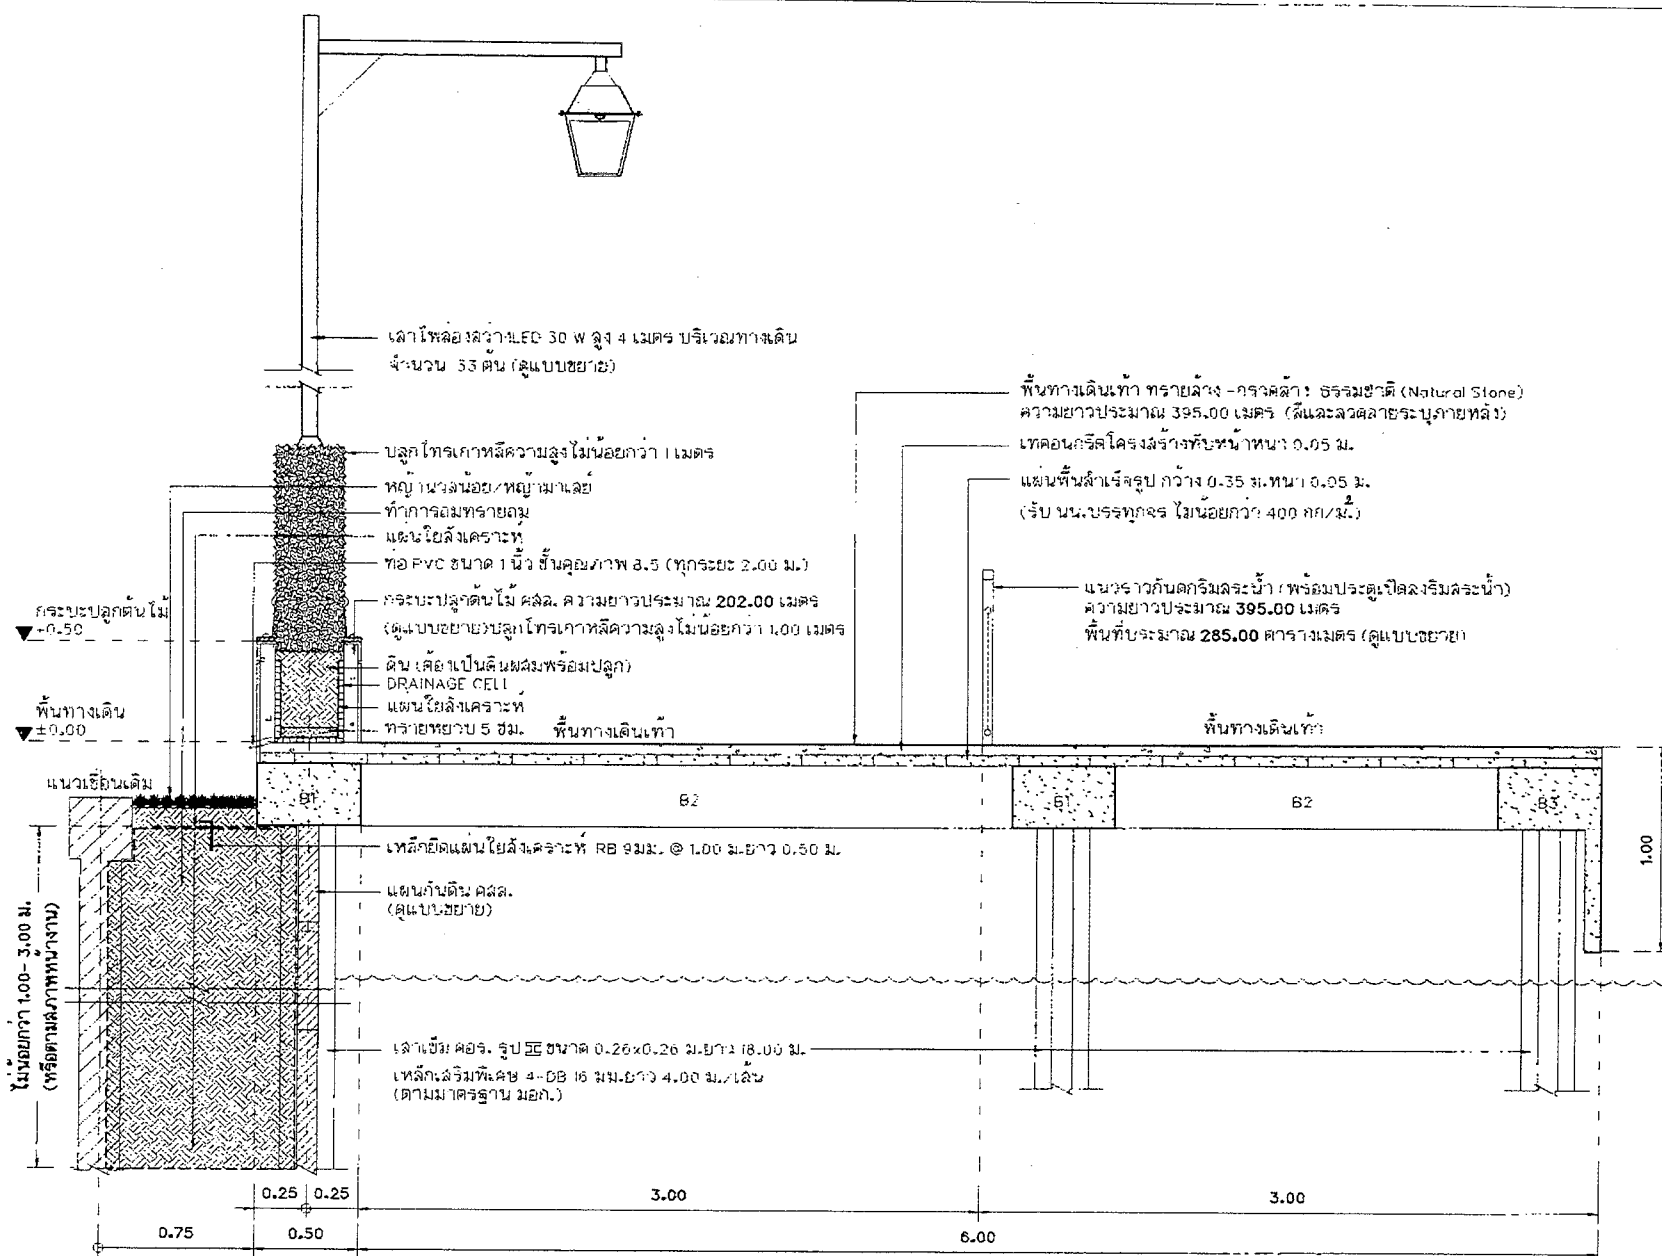 เสาไฟส่องสว่างLED 30 W สูง 4 เมตร บริเวณทางเดิน
จำนวน 53 ต้น (ดูแบบขยาย)
พื้นทางเดินเท้า ทรายล้าง -กรวดล้าง ธรรมชาติ (Natural Stone)
ความยาวประมาณ 395.00 เมตร (สีและลวดลายระบุภายหลัง)
เทคอนกรีตโครงสร้างทับหน้าหนา 0.05 ม.
แผ่นพื้นสำเร็จรูป กว้าง 0.35 ม.หนา 0.05 ม.
(รับ นน.บรรทุกจร ไม่น้อยกว่า 400 กก/ม.²)
ปลูกไทรเกาหลีความสูงไม่น้อยกว่า 1 เมตร
หญ้านวลน้อย/หญ้ามาเลย์
ทำการถมทรายถม
แผ่นใยสังเคราะห์
ท่อ PVC ขนาด 1 นิ้ว ชั้นคุณภาพ 8.5 (ทุกระยะ 2.00 ม.)
กระบะปลูกต้นไม้ คสล. ความยาวประมาณ 202.00 เมตร
(ดูแบบขยาย)ปลูกไทรเกาหลีความสูงไม่น้อยกว่า 1.00 เมตร
แนวราวกันตกริมสระน้ำ (พร้อมประตูเปิดลงริมสระน้ำ)
ความยาวประมาณ 395.00 เมตร
พื้นที่ประมาณ 285.00 ตารางเมตร (ดูแบบขยาย)
กระบะปลูกต้นไม้
+0.50
ดิน (ต้องเป็นดินผสมพร้อมปลูก)
DRAINAGE CELL
แผ่นใยสังเคราะห์
ทรายหยาบ 5 ซม.
พื้นทางเดินเท้า
พื้นทางเดินเท้า
พื้นทางเดิน
±0.00
แนวเขื่อนเดิม
B1
B2
B1
B2
B3
1.00
เหล็กยึดแผ่นใยสังเคราะห์ RB 9มม. @ 1.00 ม.ยาว 0.50 ม.
แผ่นกันดิน คสล.
(ดูแบบขยาย)
ไม่น้อยกว่า 1.00- 3.00 ม.
(หรือตามสภาพหน้างาน)
เสาเข็ม คอร. รูป ขนาด 0.26x0.26 ม.ยาว 18.00 ม.
เหล็กเสริมพิเศษ 4-DB 16 มม.ยาว 4.00 ม./เส้น
(ตามมาตรฐาน มอก.)
0.25
0.25
3.00
3.00
0.75
0.50
6.00